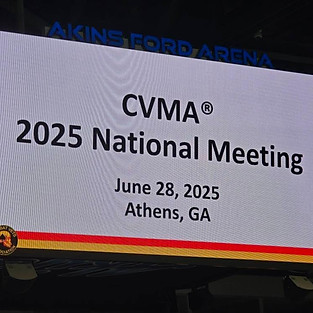 AKINS FORD ARENA
CVMA®
2025 National Meeting
June 28, 2025
Athens, GA